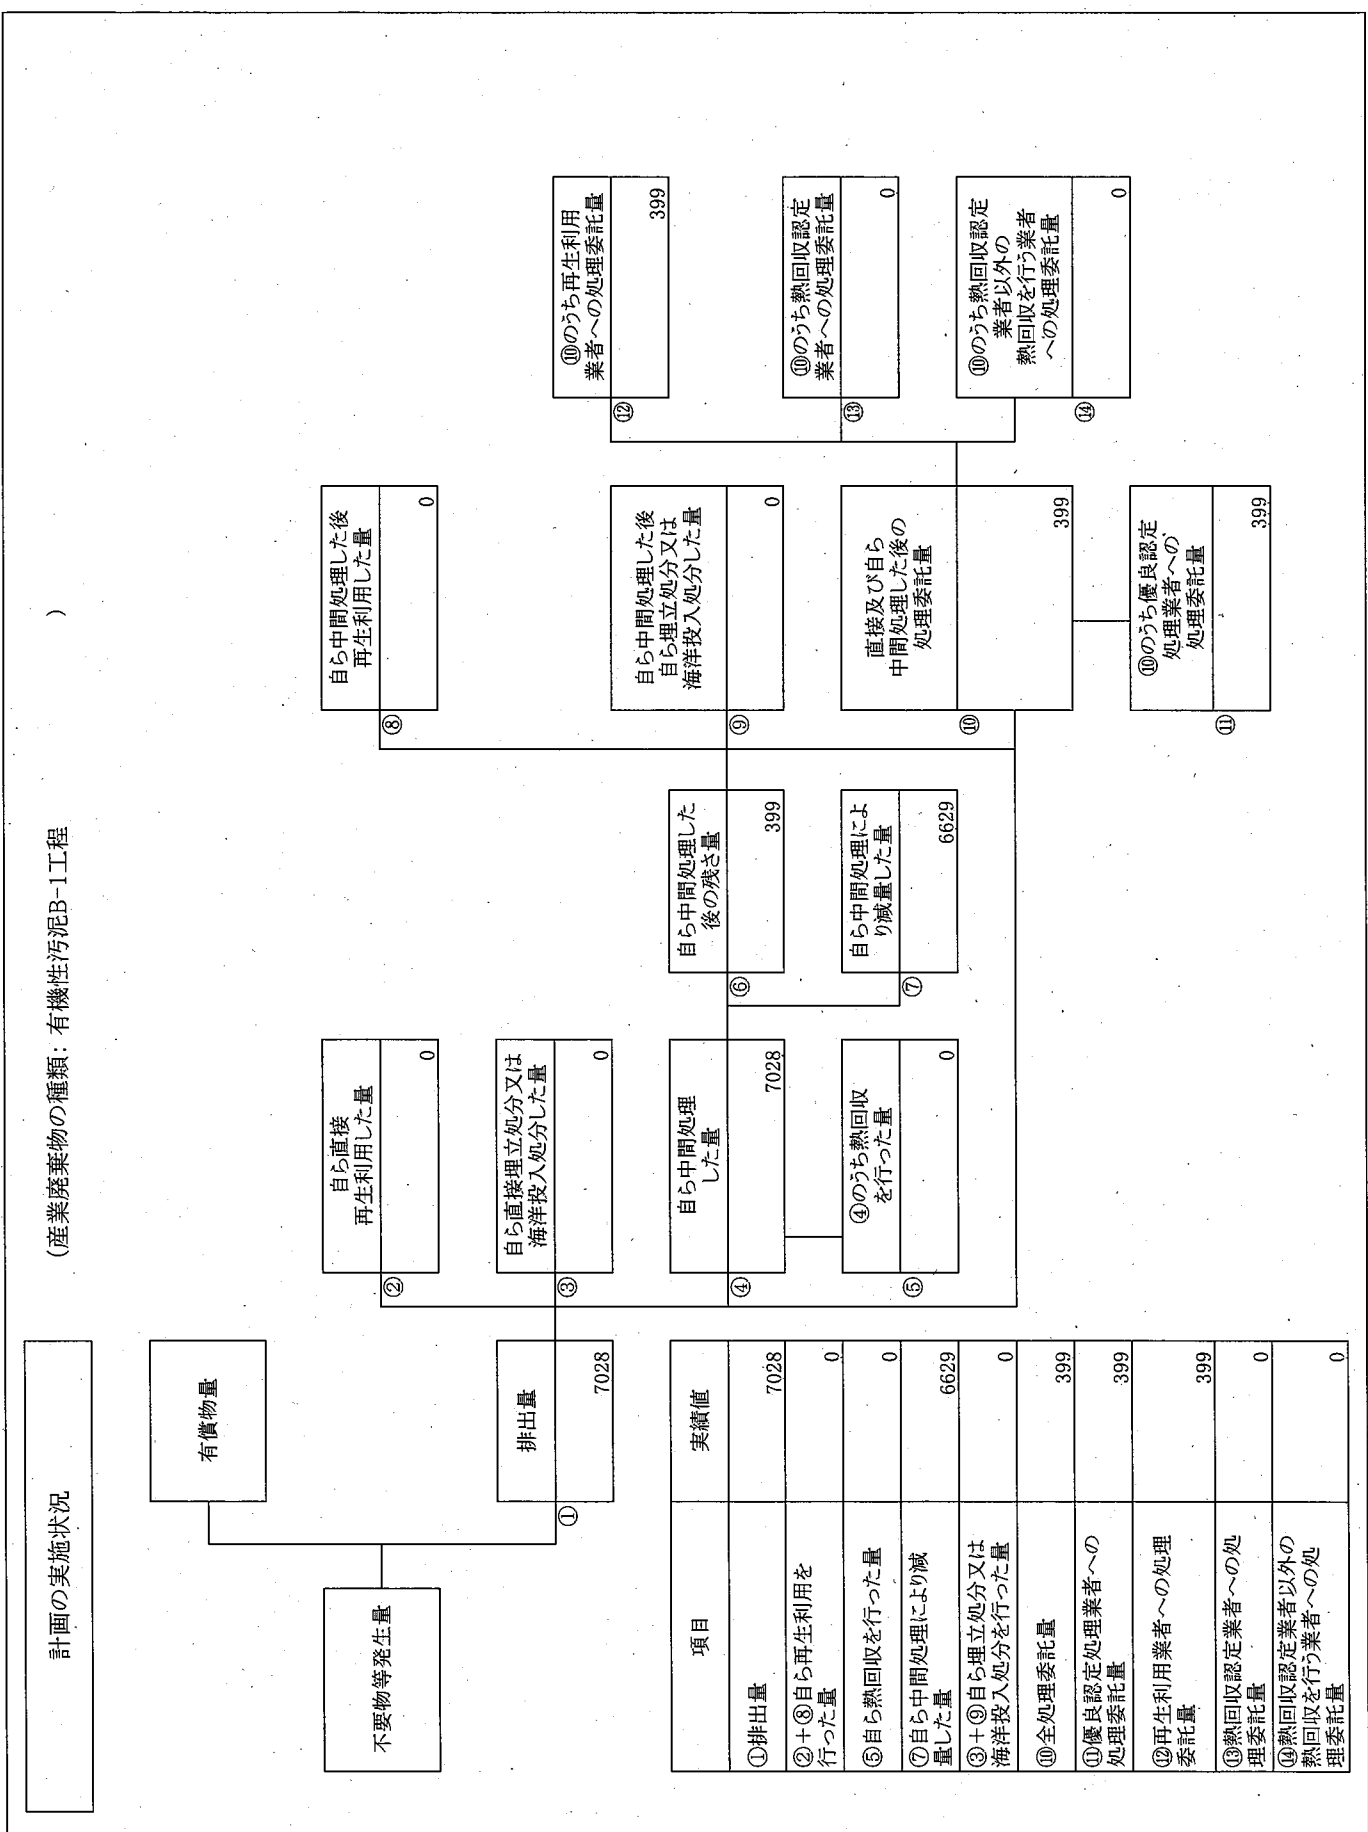 計画の実施状況
(産業廃棄物の種類: 有機性汚泥B-1工程
)
不要物等発生量
有償物量
排出量
①
7028
自ら直接
再生利用した量
②
0
自ら直接埋立処分又は
海洋投入処分した量
③
0
自ら中間処理
した量
④
7028
④のうち熱回収
を行った量
⑤
0
自ら中間処理した
後の残さ量
⑥
399
自ら中間処理によ
り減量した量
⑦
6629
自ら中間処理した後
再生利用した量
⑧
0
自ら中間処理した後
自ら埋立処分又は
海洋投入処分した量
⑨
0
直接及び自ら
中間処理した後の
処理委託量
⑩
399
⑩のうち優良認定
処理業者への
処理委託量
⑪
399
⑩のうち再生利用
業者への処理委託量
⑫
399
⑩のうち熱回収認定
業者への処理委託量
⑬
0
⑩のうち熱回収認定
業者以外の
熱回収を行う業者
への処理委託量
⑭
0
項目 実績値
①排出量 7028
②+⑧自ら再生利用を
行った量 0
⑤自ら熱回収を行った量 0
⑦自ら中間処理により減
量した量 6629
③+⑨自ら埋立処分又は
海洋投入処分を行った量 0
⑩全処理委託量 399
⑪優良認定処理業者への
処理委託量 399
⑫再生利用業者への処理
委託量 399
⑬熱回収認定業者への処
理委託量 0
⑭熱回収認定業者以外の
熱回収を行う業者への処
理委託量 0